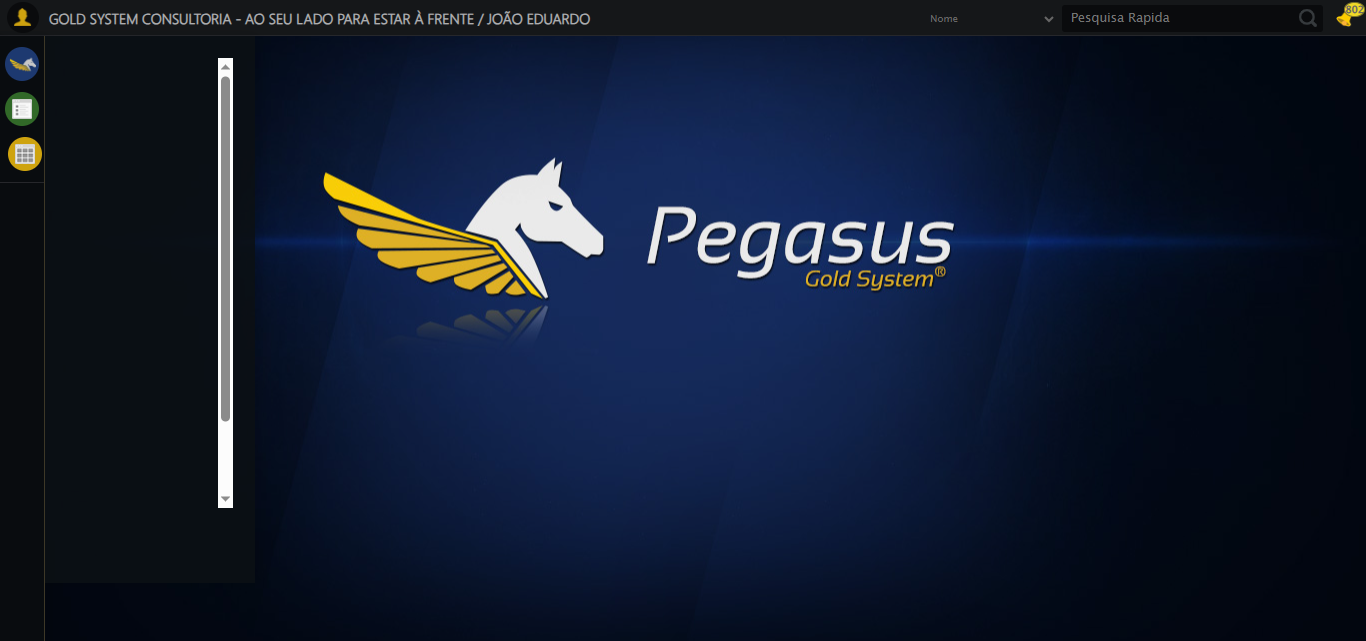 GOLD SYSTEM CONSULTORIA - AO SEU LADO PARA ESTAR À FRENTE / JOÃO EDUARDO
Nome
Pesquisa Rapida
802
Pegasus
Gold System®